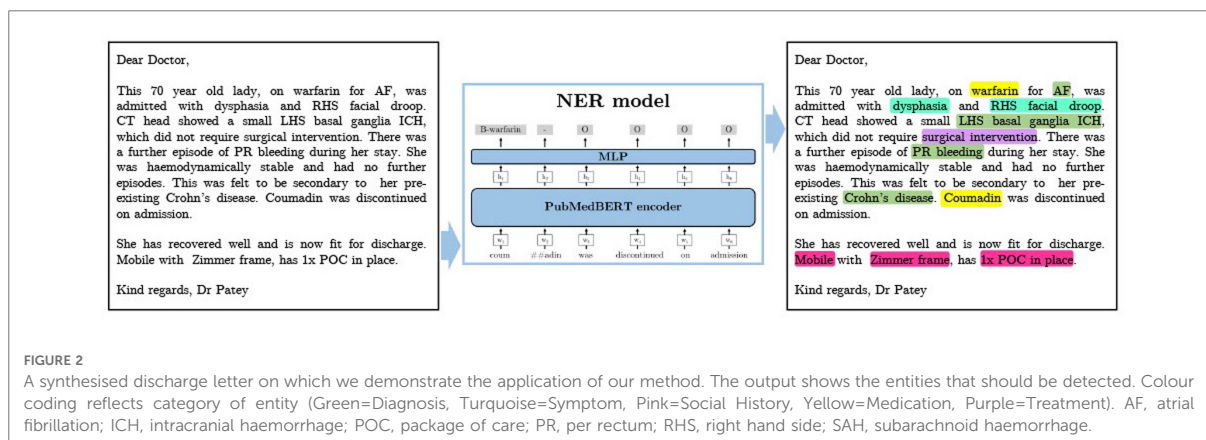 Dear Doctor,
This 70 year old lady, on warfarin for AF, was
admitted with dysphasia and RHS facial droop.
CT head showed a small LHS basal ganglia ICH,
which did not require surgical intervention. There was
a further episode of PR bleeding during her stay. She
was haemodynamically stable and had no further
episodes. This was felt to be secondary to her pre-
existing Crohn's disease. Coumadin was discontinued
on admission.
She has recovered well and is now fit for discharge.
Mobile with Zimmer frame, has 1x POC in place.
Kind regards, Dr Patey
NER model
B-warfarin - O O O O
MLP
PubMedBERT encoder
coum ##adin was discontinued on admission
Dear Doctor,
This 70 year old lady, on warfarin for AF, was
admitted with dysphasia and RHS facial droop.
CT head showed a small LHS basal ganglia ICH,
which did not require surgical intervention. There was
a further episode of PR bleeding during her stay. She
was haemodynamically stable and had no further
episodes. This was felt to be secondary to her pre-
existing Crohn's disease. Coumadin was discontinued
on admission.
She has recovered well and is now fit for discharge.
Mobile with Zimmer frame, has 1x POC in place.
Kind regards, Dr Patey
FIGURE 2
A synthesised discharge letter on which we demonstrate the application of our method. The output shows the entities that should be detected. Colour
coding reflects category of entity (Green=Diagnosis, Turquoise=Symptom, Pink=Social History, Yellow=Medication, Purple=Treatment). AF, atrial
fibrillation; ICH, intracranial haemorrhage; POC, package of care; PR, per rectum; RHS, right hand side; SAH, subarachnoid haemorrhage.